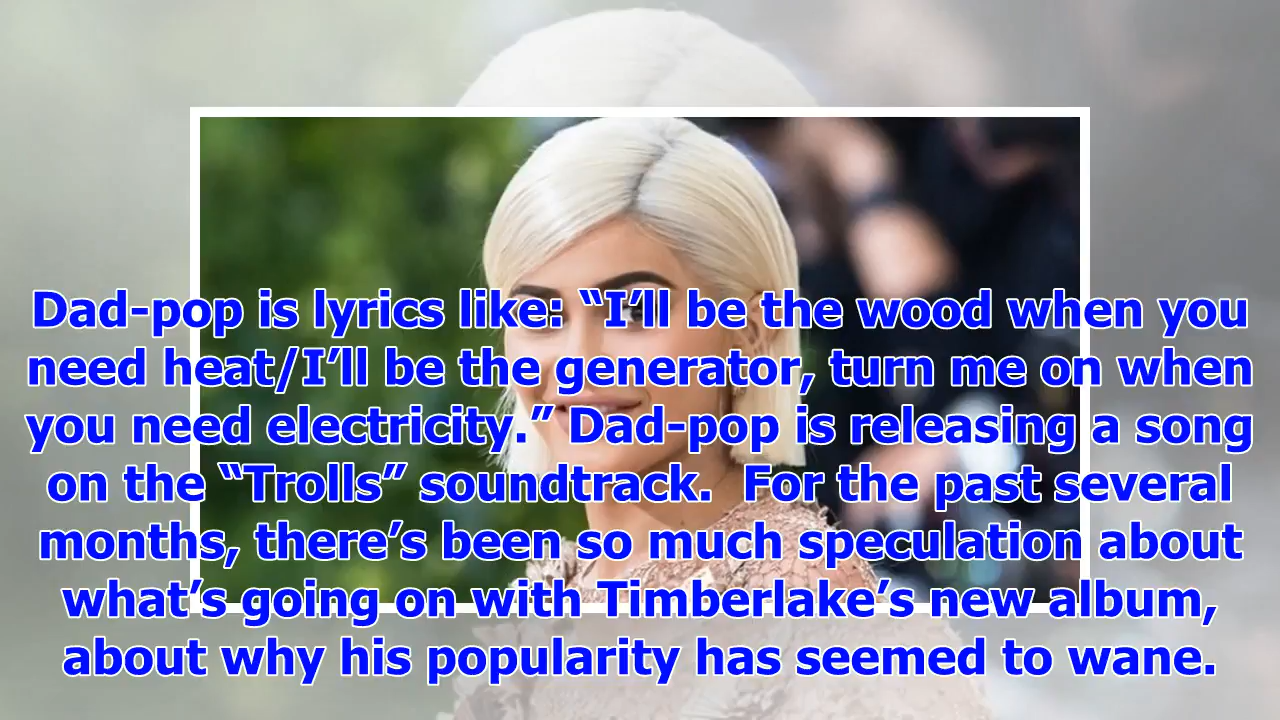 Dad-pop is lyrics like: “I’ll be the wood when you
need heat/I’ll be the generator, turn me on when
you need electricity.” Dad-pop is releasing a song
on the “Trolls” soundtrack.  For the past several
months, there’s been so much speculation about
what’s going on with Timberlake’s new album,
about why his popularity has seemed to wane.